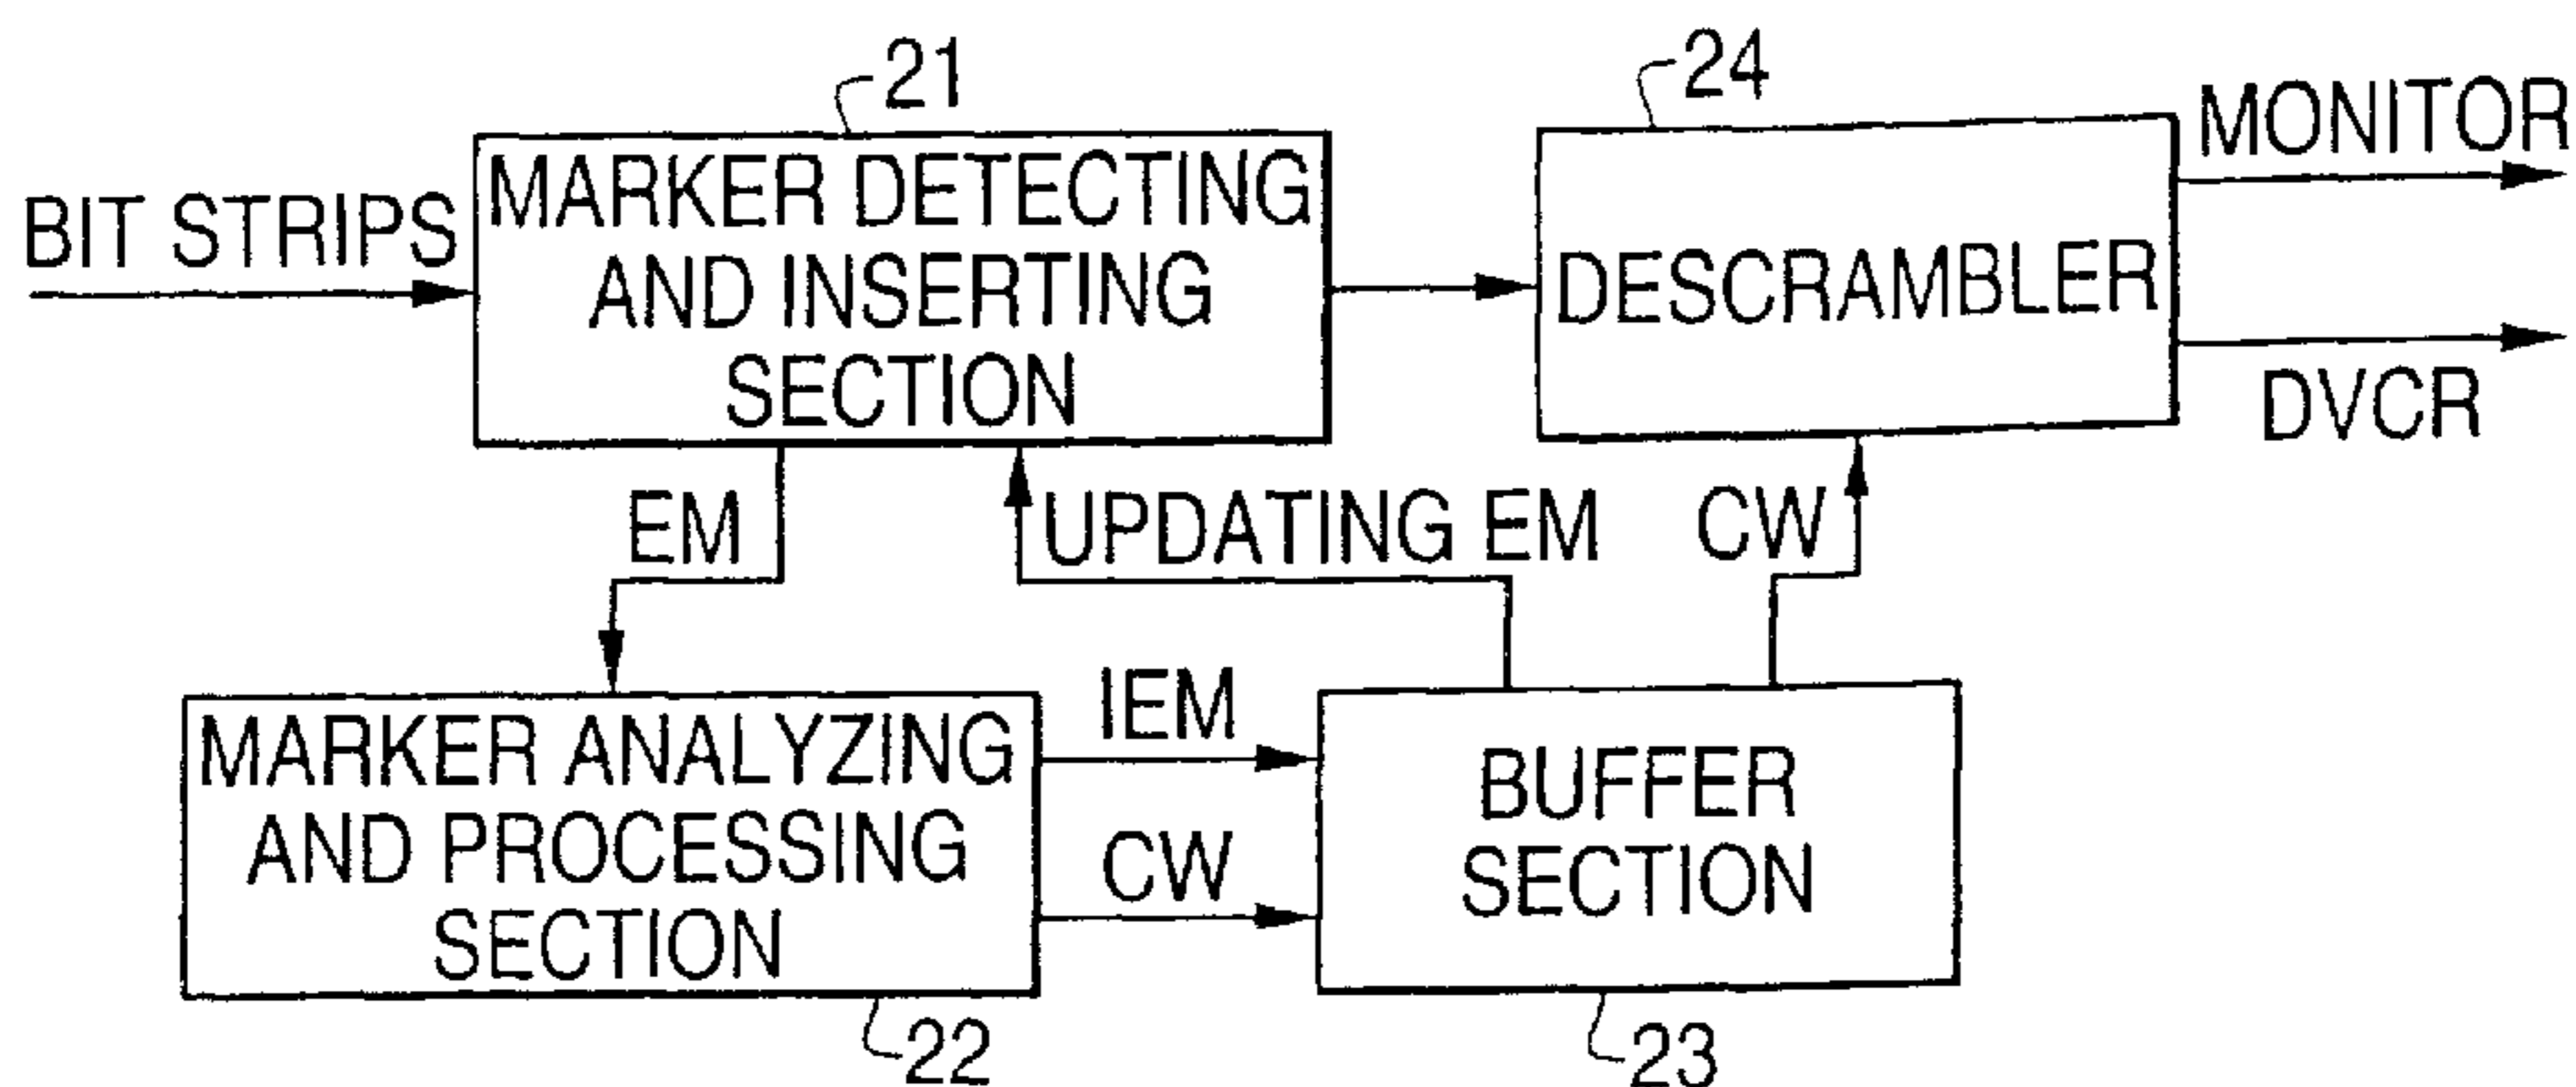 21
24
MONITOR
BIT STRIPS
MARKER DETECTING
AND INSERTING
SECTION
DESCRAMBLER
DVCR
EM
UPDATING EM
CW
MARKER ANALYZING
AND PROCESSING
SECTION
IEM
CW
BUFFER
SECTION
22
23